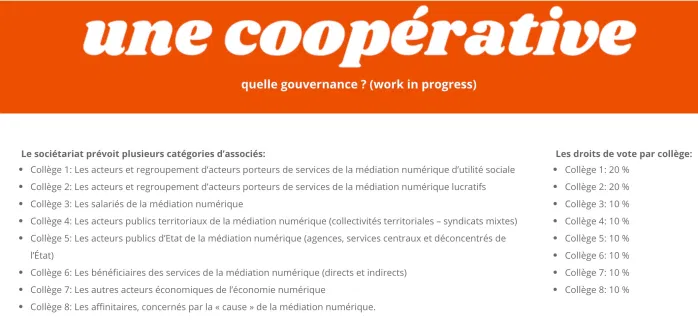 une coopérative
quelle gouvernance ? (work in progress)
Le sociétariat prévoit plusieurs catégories d'associés:
Collège 1: Les acteurs et regroupement d'acteurs porteurs de services de la médiation numérique d'utilité sociale
Collège 2: Les acteurs et regroupement d'acteurs porteurs de services de la médiation numérique lucratifs
Collège 3: Les salariés de la médiation numérique
Collège 4: Les acteurs publics territoriaux de la médiation numérique (collectivités territoriales – syndicats mixtes)
Collège 5: Les acteurs publics d'Etat de la médiation numérique (agences, services centraux et déconcentrés de
l'État)
Collège 6: Les bénéficiaires des services de la médiation numérique (directs et indirects)
Collège 7: Les autres acteurs économiques de l'économie numérique
Collège 8: Les affinitaires, concernés par la « cause » de la médiation numérique.
Les droits de vote par collège:
Collège 1: 20 %
Collège 2: 20 %
Collège 3: 10 %
Collège 4: 10 %
Collège 5: 10 %
Collège 6: 10 %
Collège 7: 10 %
Collège 8: 10 %